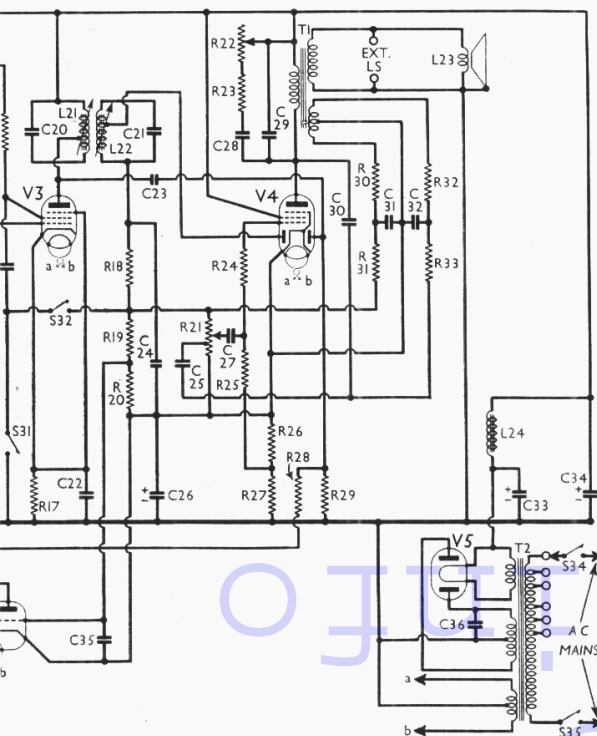 T1
R22
EXT.
LS
L23
R23
C
29
C28
L21
C20
L22
C21
C23
V3
V4
C
30
R
30
C
31
C
32
R32
R
31
R33
a
b
a
b
R18
R24
S32
R19
C
24
R21
C
27
R
20
C
25
R25
S31
R26
R28
L24
R17
C22
C26
+
–
R27
R29
+
–
C33
C34
+
–
V5
T2
S34
C36
AC
MAINS
C35
a
b
S35
b